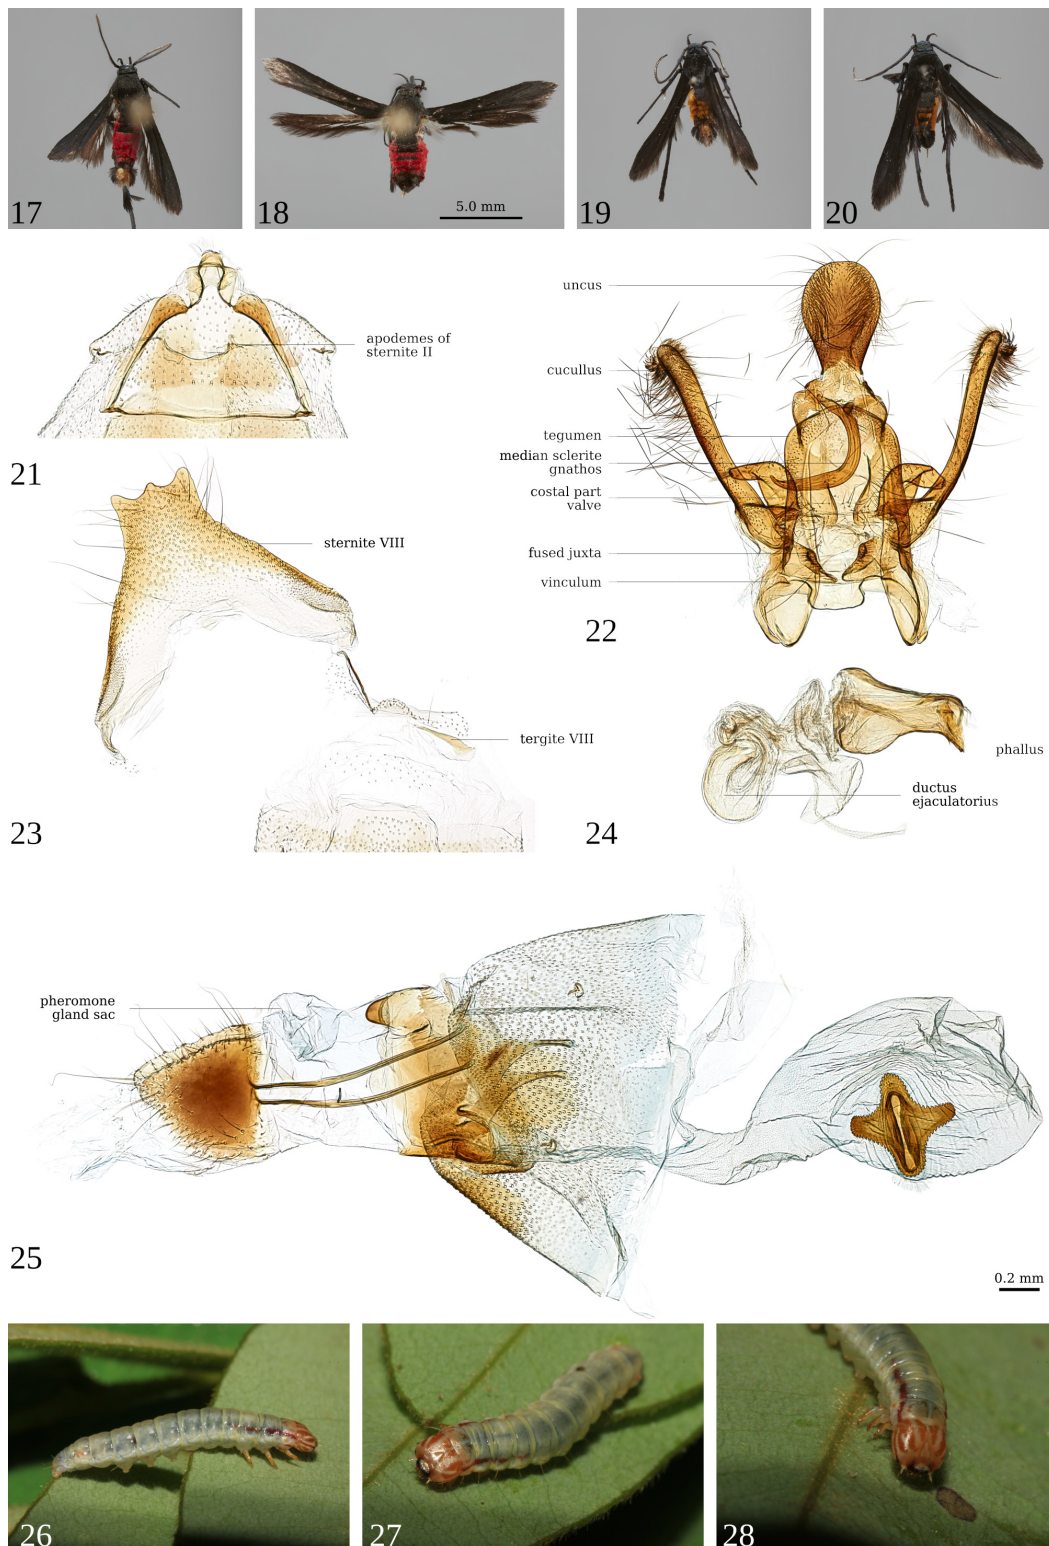 17
18
5.0 mm
19
20
apodemes of
sternite II
21
uncus
cucullus
tegumen
median sclerite
gnathos
costal part
valve
fused juxta
vinculum
22
sternite VIII
tergite VIII
23
phallus
ductus
ejaculatorius
24
pheromone
gland sac
25
0.2 mm
26
27
28